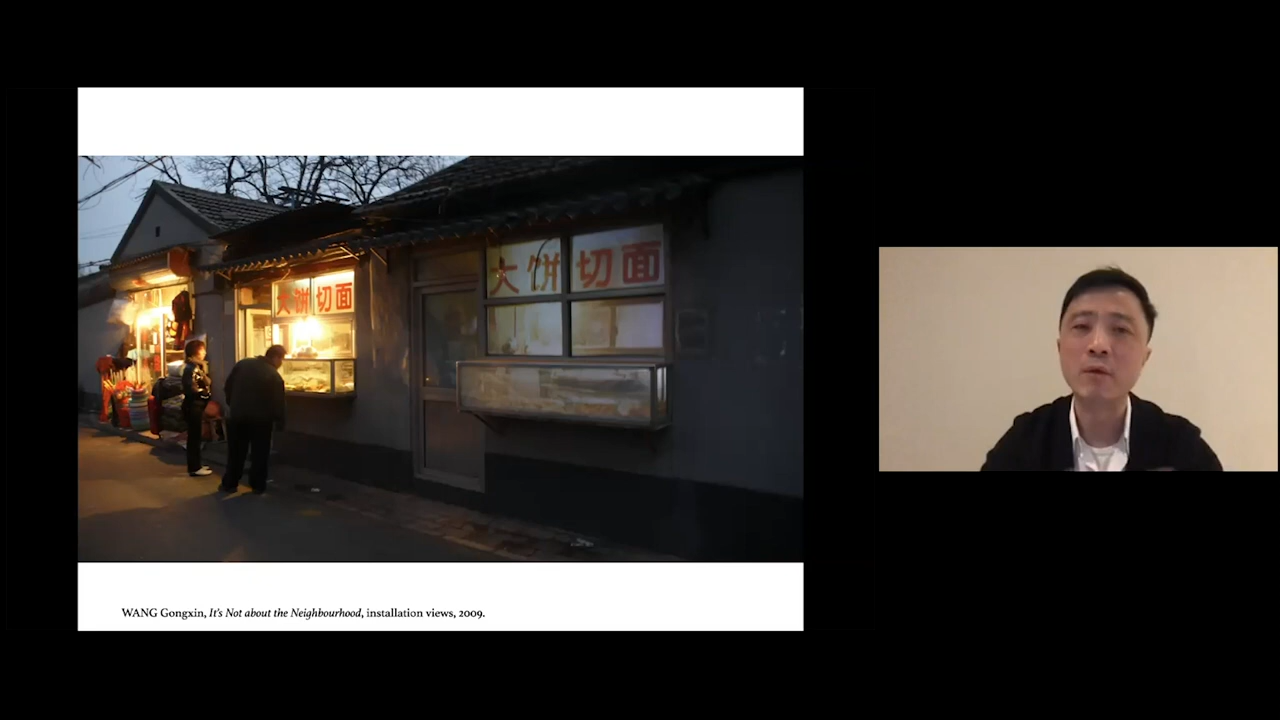 大饼 切面
大饼 切面
WANG Gongxin, It's Not about the Neighbourhood, installation views, 2009.